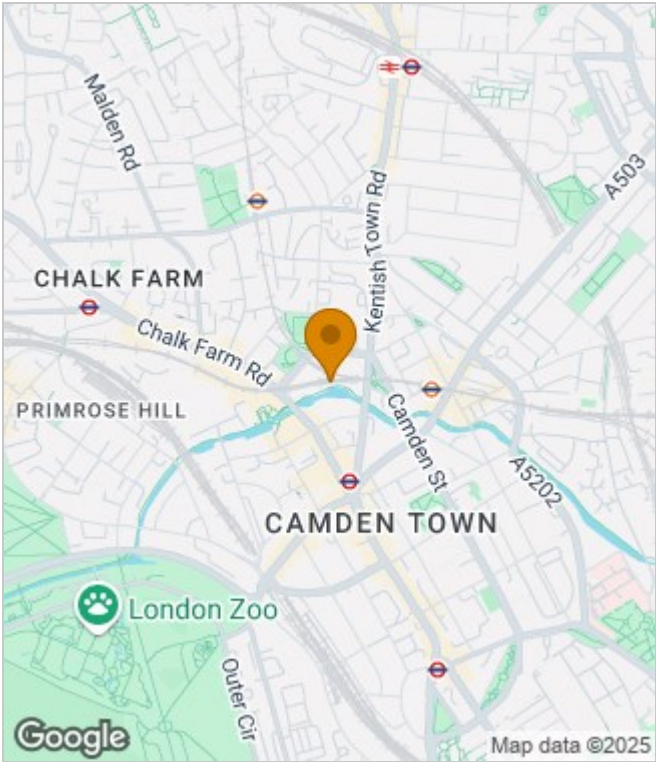 Malden Rd
A503
Kentish Town Rd
CHALK FARM
Chalk Farm Rd
PRIMROSE HILL
Camden St
A5202
CAMDEN TOWN
London Zoo
Outer Cir
Google
Map data ©2025